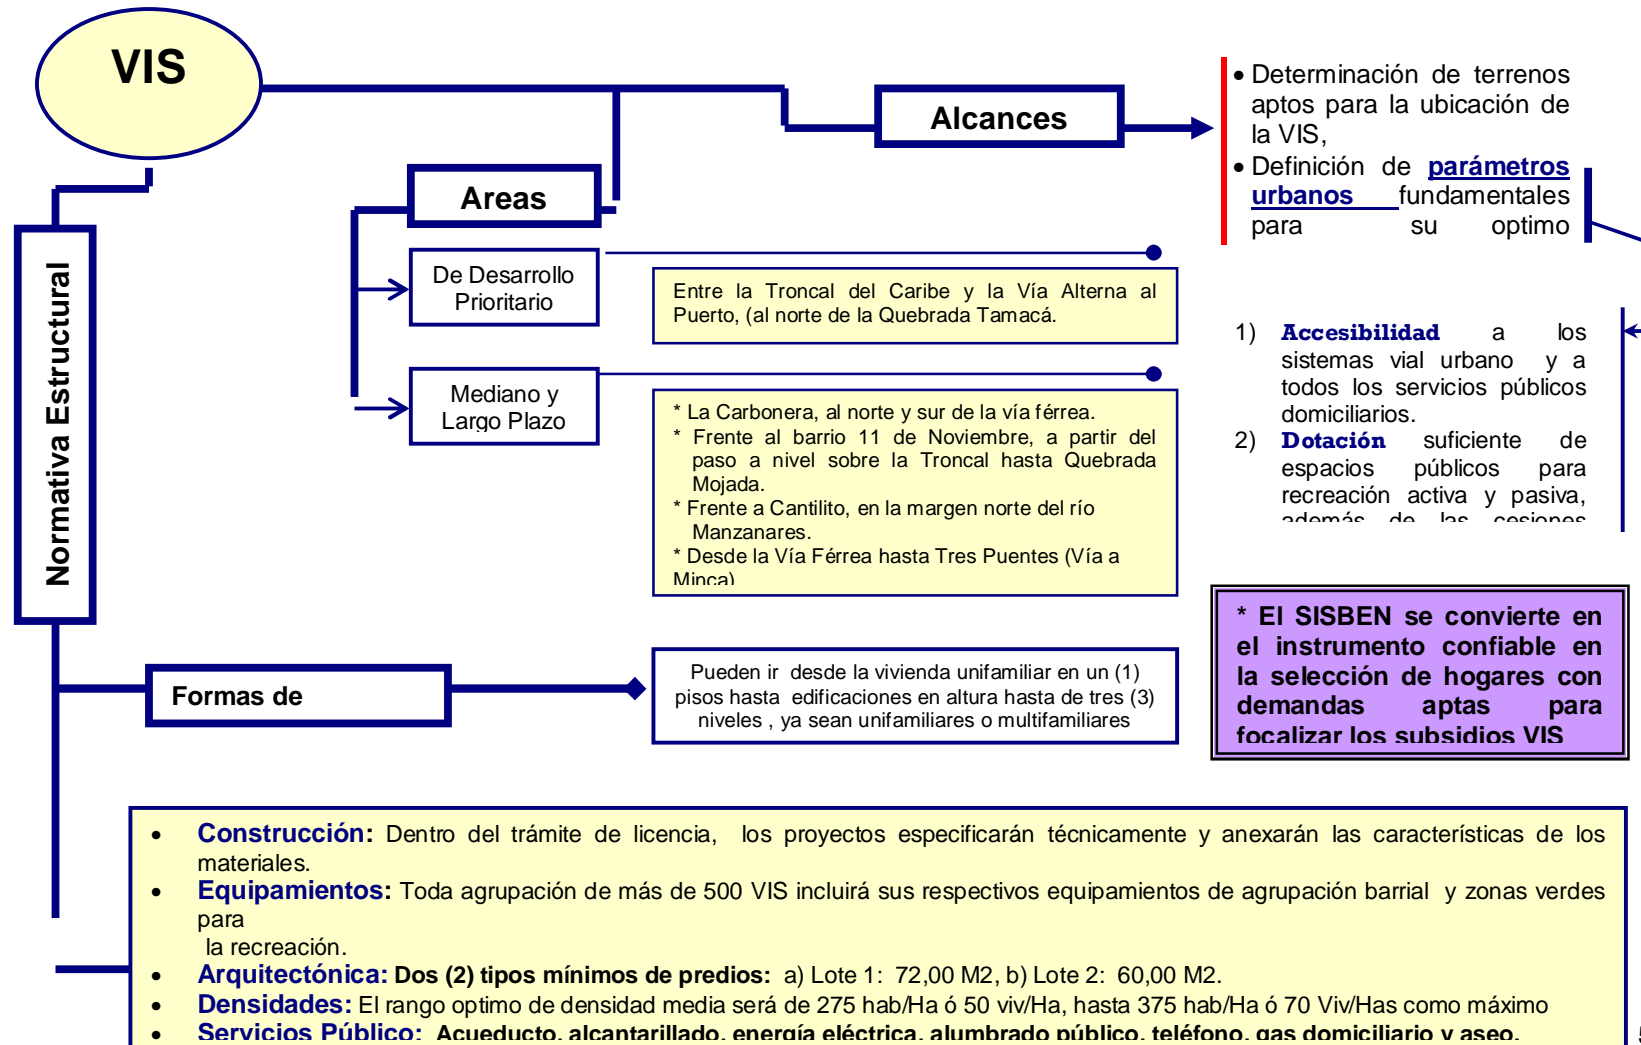 VIS
Alcances
• Determinación de terrenos
aptos para la ubicación de
la VIS,
• Definición de parámetros
urbanos fundamentales
para su optimo
Areas
De Desarrollo
Prioritario
Entre la Troncal del Caribe y la Vía Alterna al
Puerto, (al norte de la Quebrada Tamacá.
Mediano y
Largo Plazo
* La Carbonera, al norte y sur de la vía férrea.
* Frente al barrio 11 de Noviembre, a partir del
paso a nivel sobre la Troncal hasta Quebrada
Mojada.
* Frente a Cantilito, en la margen norte del río
Manzanares.
* Desde la Vía Férrea hasta Tres Puentes (Vía a
Minca)
1) Accesibilidad a los
sistemas vial urbano y a
todos los servicios públicos
domiciliarios.
2) Dotación suficiente de
espacios públicos para
recreación activa y pasiva,
además de las cesiones
Normativa Estructural
* El SISBEN se convierte en
el instrumento confiable en
la selección de hogares con
demandas aptas para
focalizar los subsidios VIS
Formas de
Pueden ir desde la vivienda unifamiliar en un (1)
pisos hasta edificaciones en altura hasta de tres (3)
niveles , ya sean unifamiliares o multifamiliares
• Construcción: Dentro del trámite de licencia, los proyectos especificarán técnicamente y anexarán las características de los
materiales.
• Equipamientos: Toda agrupación de más de 500 VIS incluirá sus respectivos equipamientos de agrupación barrial y zonas verdes
para
la recreación.
• Arquitectónica: Dos (2) tipos mínimos de predios: a) Lote 1: 72,00 M2, b) Lote 2: 60,00 M2.
• Densidades: El rango optimo de densidad media será de 275 hab/Ha ó 50 viv/Ha, hasta 375 hab/Ha ó 70 Viv/Has como máximo
• Servicios Público: Acueducto, alcantarillado, energía eléctrica, alumbrado público, teléfono, gas domiciliario y aseo.